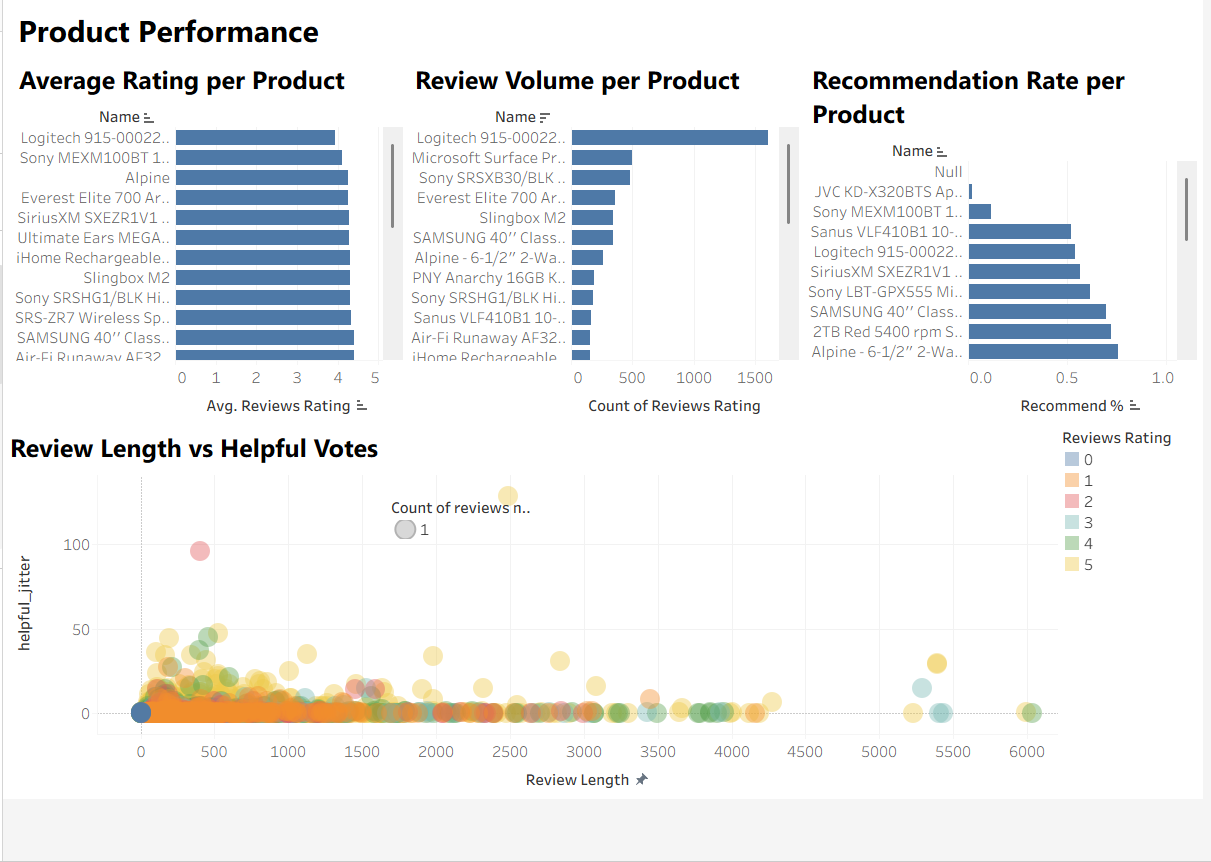 Product Performance
Average Rating per Product
Name
Logitech 915-00022..
Sony MEXM100BT 1..
Alpine
Everest Elite 700 Ar..
SiriusXM SXEZR1V1 ..
Ultimate Ears MEGA..
iHome Rechargeable..
Slingbox M2
Sony SRSHG1/BLK Hi..
SRS-ZR7 Wireless Sp..
SAMSUNG 40′′ Class..
Air-Fi Runaway AF32..
0 1 2 3 4 5
Avg. Reviews Rating
Review Volume per Product
Name
Logitech 915-00022..
Microsoft Surface Pr..
Sony SRSXB30/BLK ..
Everest Elite 700 Ar..
Slingbox M2
SAMSUNG 40′′ Class..
Alpine - 6-1/2″ 2-Wa..
PNY Anarchy 16GB K..
Sony SRSHG1/BLK Hi..
Sanus VLF410B1 10-..
Air-Fi Runaway AF32..
iHome Rechargeable..
0 500 1000 1500
Count of Reviews Rating
Recommendation Rate per
Product
Name
Null
JVC KD-X320BTS Ap..
Sony MEXM100BT 1..
Sanus VLF410B1 10-..
Logitech 915-00022..
SiriusXM SXEZR1V1 ..
Sony LBT-GPX555 Mi..
SAMSUNG 40′′ Class..
2TB Red 5400 rpm S..
Alpine - 6-1/2″ 2-Wa..
0.0 0.5 1.0
Recommend %
Review Length vs Helpful Votes
Count of reviews n..
1
helpful_jitter
100
50
0
0 500 1000 1500 2000 2500 3000 3500 4000 4500 5000 5500 6000
Review Length
Reviews Rating
0
1
2
3
4
5